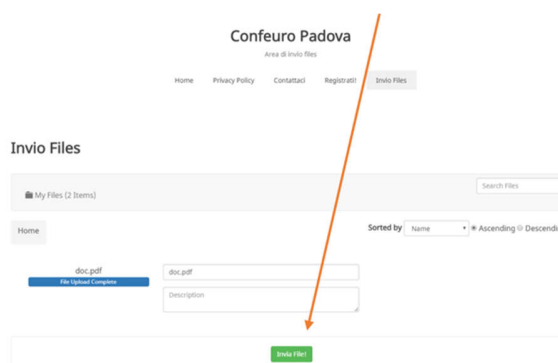 Confeuro Padova
Area di invio files
Home Privacy Policy Contattaci Registrati! Invio Files
Invio Files
My Files (2 Items)
Search Files
Home
Sorted by Name Ascending Descendi
doc.pdf
doc.pdf
File Upload Complete
Description
Invia File!